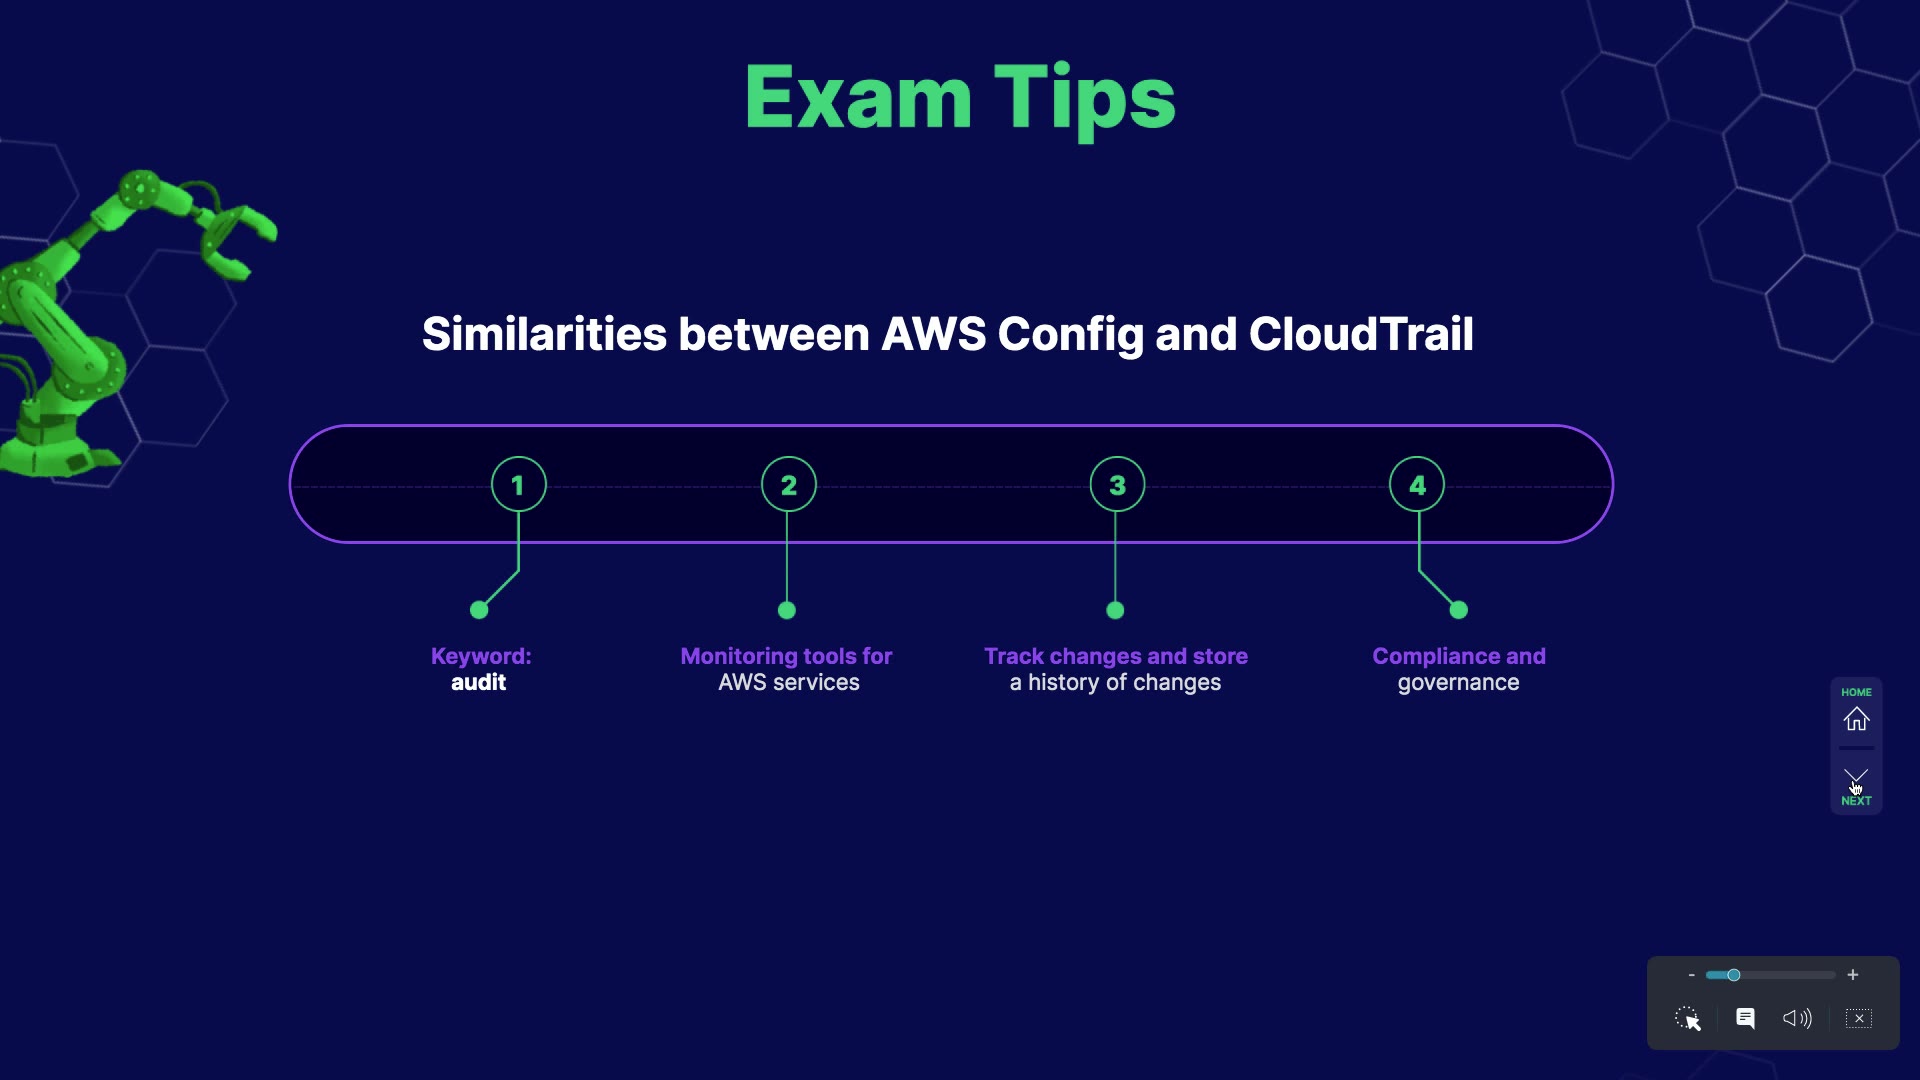 Exam Tips
Similarities between AWS Config and CloudTrail
1
2
3
4
Keyword:
audit
Monitoring tools for
AWS services
Track changes and store
a history of changes
Compliance and
governance
HOME
NEXT
- +